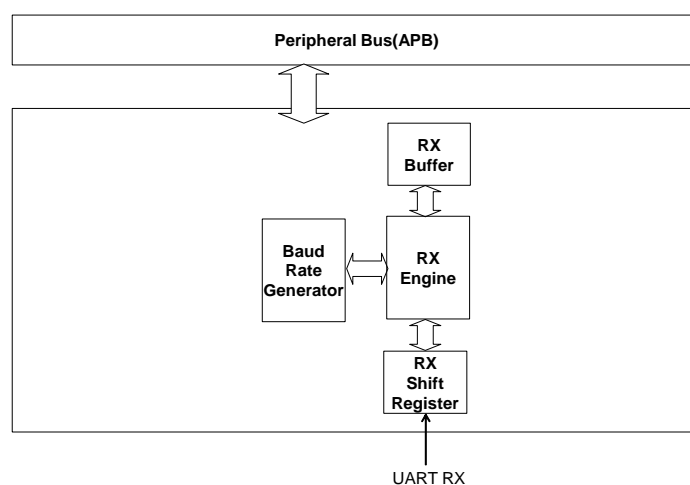 Peripheral Bus(APB)
RX
Buffer
Baud
Rate
Generator
RX
Engine
RX
Shift
Register
UART RX